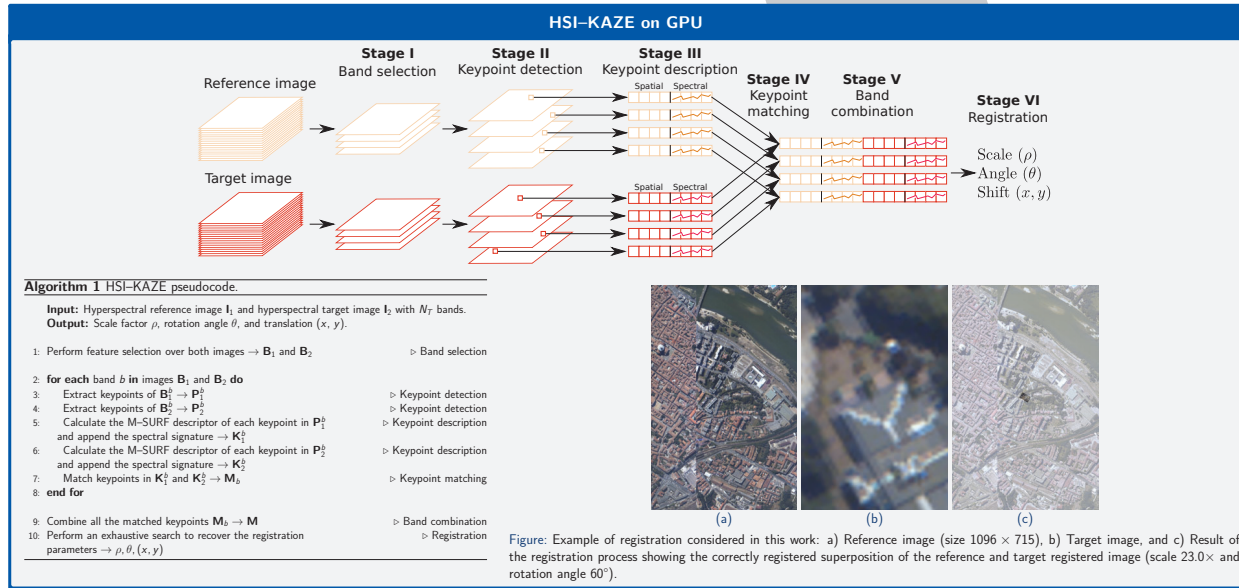 HSI–KAZE on GPU
Stage I
Band selection
Stage II
Keypoint detection
Stage III
Keypoint description
Stage IV
Keypoint
matching
Stage V
Band
combination
Stage VI
Registration
Reference image
Spatial Spectral
Target image
Spatial Spectral
Scale (ρ)
Angle (θ)
Shift (x, y)
Algorithm 1 HSI–KAZE pseudocode.
Input: Hyperspectral reference image I₁ and hyperspectral target image I₂ with N_T bands.
Output: Scale factor ρ, rotation angle θ, and translation (x, y).
1: Perform feature selection over both images → B₁ and B₂ ▷ Band selection
2: for each band b in images B₁ and B₂ do
3: Extract keypoints of B₁ᵇ → P₁ᵇ ▷ Keypoint detection
4: Extract keypoints of B₂ᵇ → P₂ᵇ ▷ Keypoint detection
5: Calculate the M–SURF descriptor of each keypoint in P₁ᵇ ▷ Keypoint description
and append the spectral signature → K₁ᵇ
6: Calculate the M–SURF descriptor of each keypoint in P₂ᵇ ▷ Keypoint description
and append the spectral signature → K₂ᵇ
7: Match keypoints in K₁ᵇ and K₂ᵇ → M_b ▷ Keypoint matching
8: end for
9: Combine all the matched keypoints M_b → M ▷ Band combination
10: Perform an exhaustive search to recover the registration ▷ Registration
parameters → ρ, θ, (x, y)
(a) (b) (c)
Figure: Example of registration considered in this work: a) Reference image (size 1096 × 715), b) Target image, and c) Result of
the registration process showing the correctly registered superposition of the reference and target registered image (scale 23.0× and
rotation angle 60°).